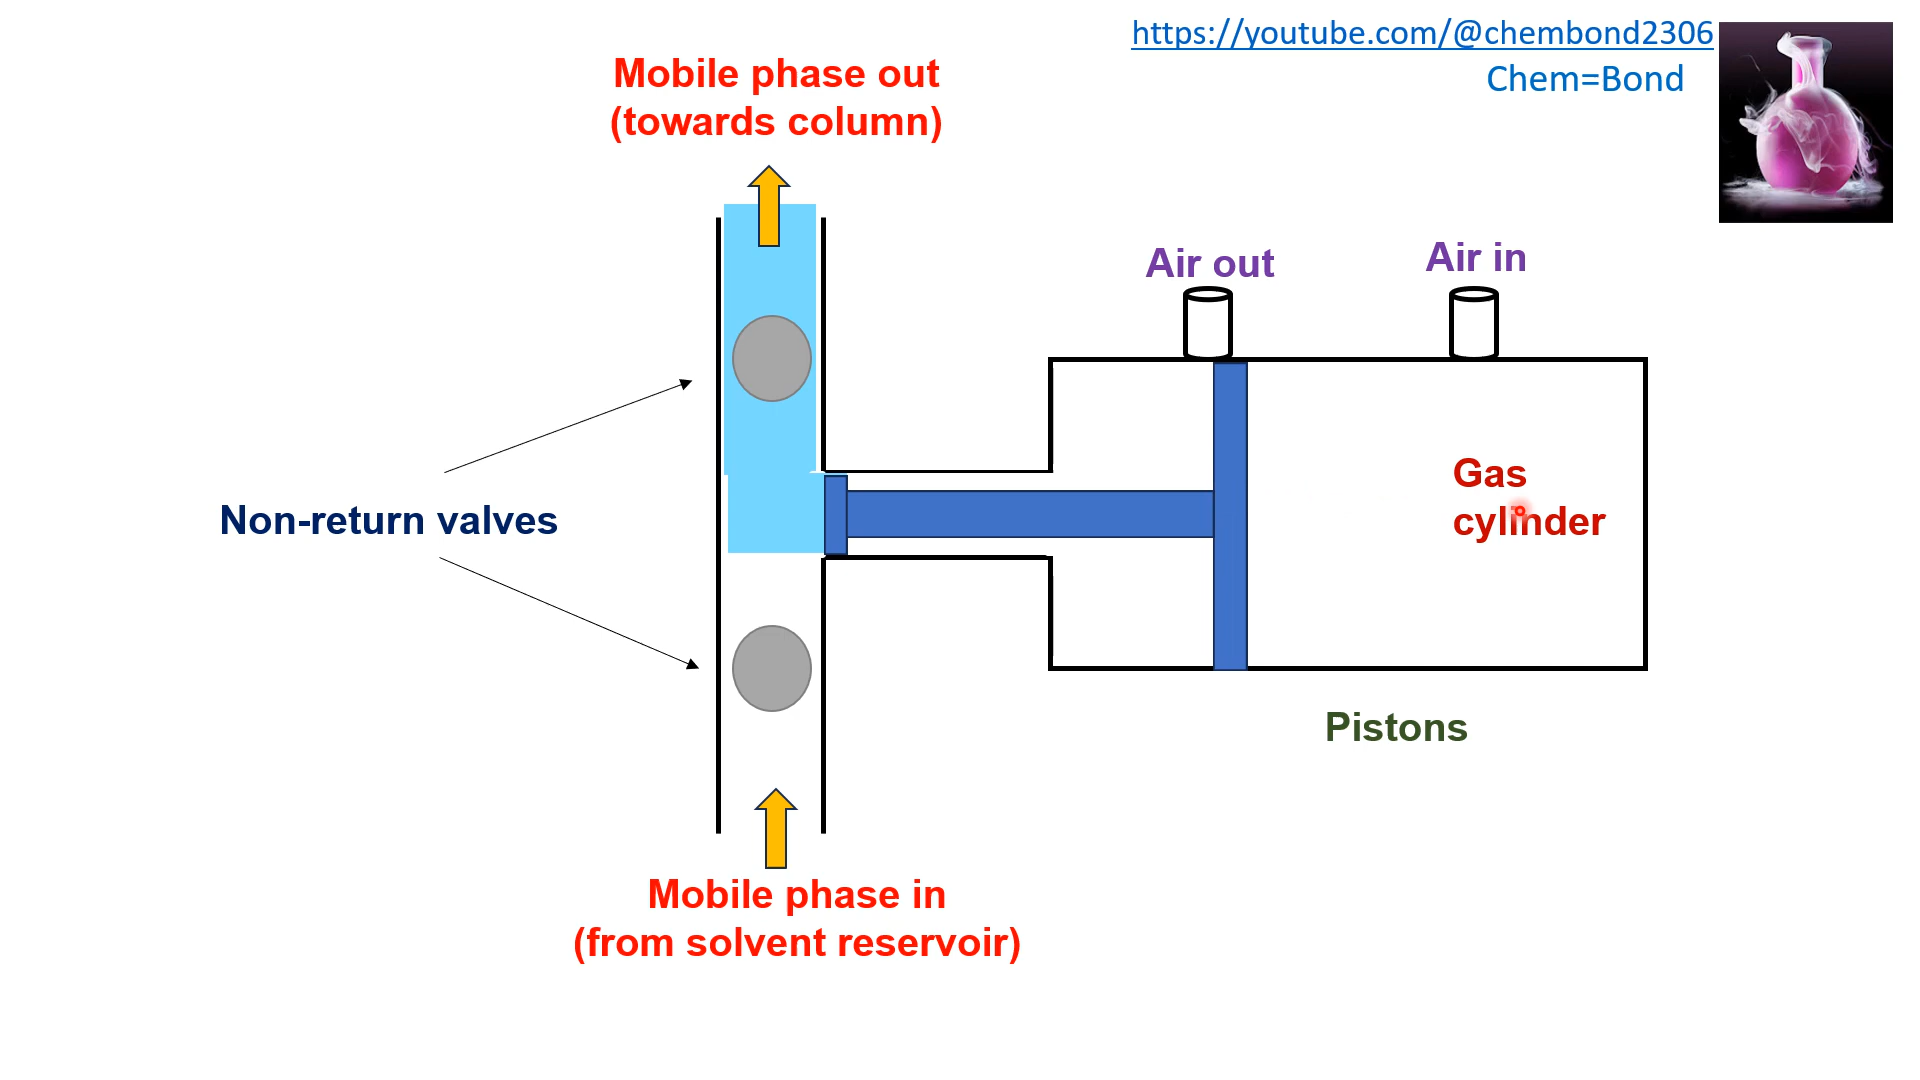 https://youtube.com/@chembond2306
Chem=Bond
Mobile phase out
(towards column)
Air out
Air in
Gas
cylinder
Non-return valves
Pistons
Mobile phase in
(from solvent reservoir)